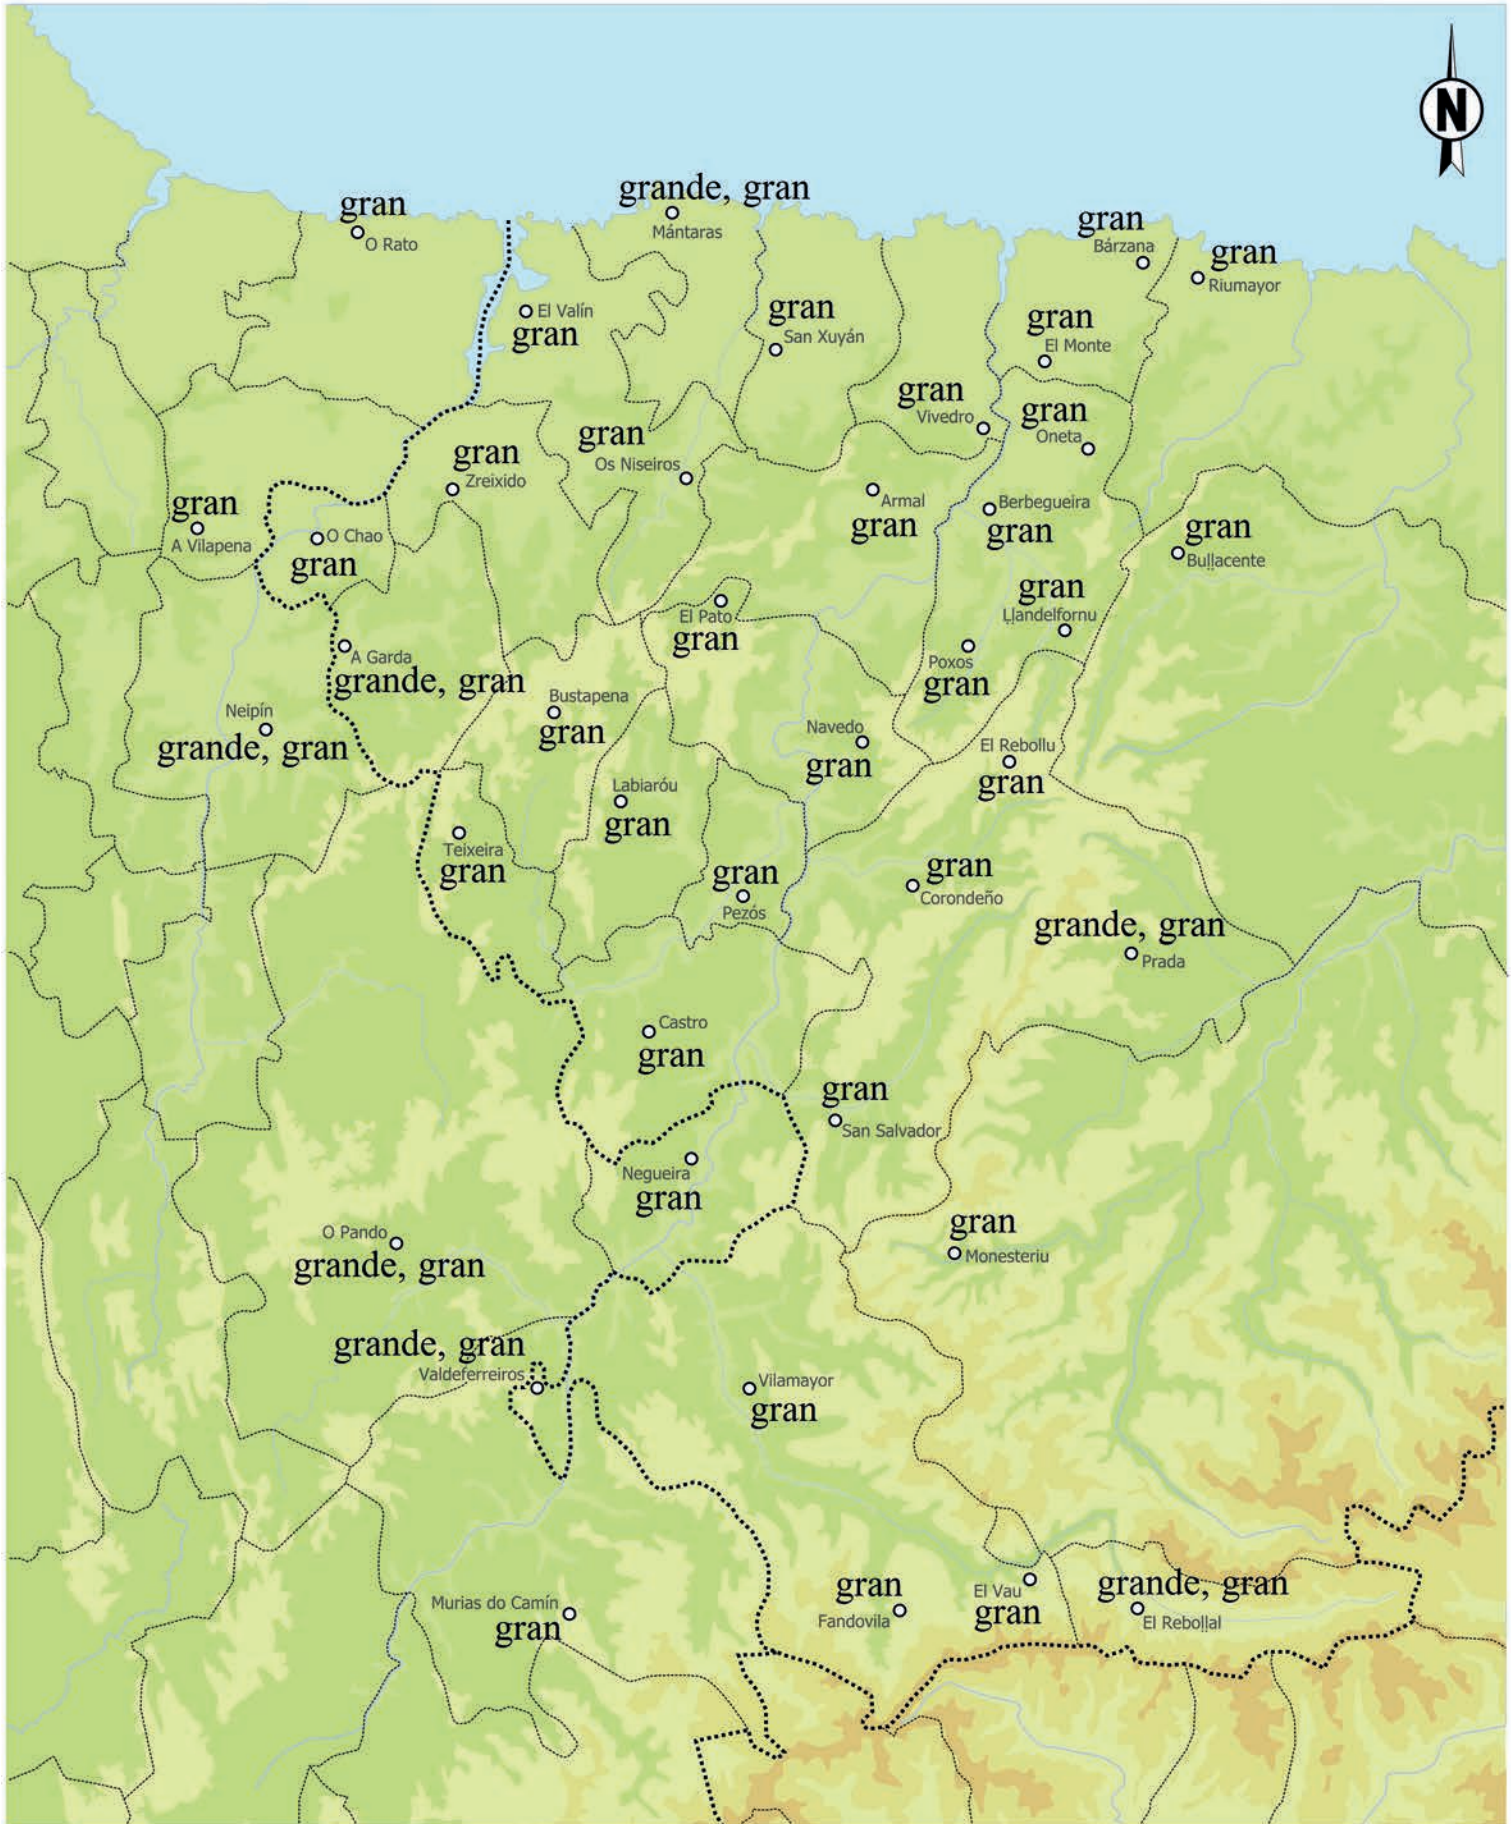 N
grande, gran
Mántaras
gran
O Rato
gran
Bárzana
gran
Riumayor
El Valín
gran
gran
San Xuyán
gran
El Monte
gran
Vivedro
gran
Oneta
gran
Os Niseiros
gran
Zreixido
gran
A Vilapena
O Chao
gran
Armal
gran
Berbegueira
gran
gran
Buḷḷacente
gran
Ḷḷandelfornu
El Pato
gran
A Garda
grande, gran
Poxos
gran
Bustapena
gran
Neipín
grande, gran
Navedo
gran
El Rebollu
gran
Labiaróu
gran
Teixeira
gran
gran
Pezós
gran
Corondeño
grande, gran
Prada
Castro
gran
gran
San Salvador
Negueira
gran
gran
Monesteriu
O Pando
grande, gran
grande, gran
Valdeferreiros
Vilamayor
gran
Murias do Camín
gran
gran
Fandovila
El Vau
gran
grande, gran
El Reboḷḷal